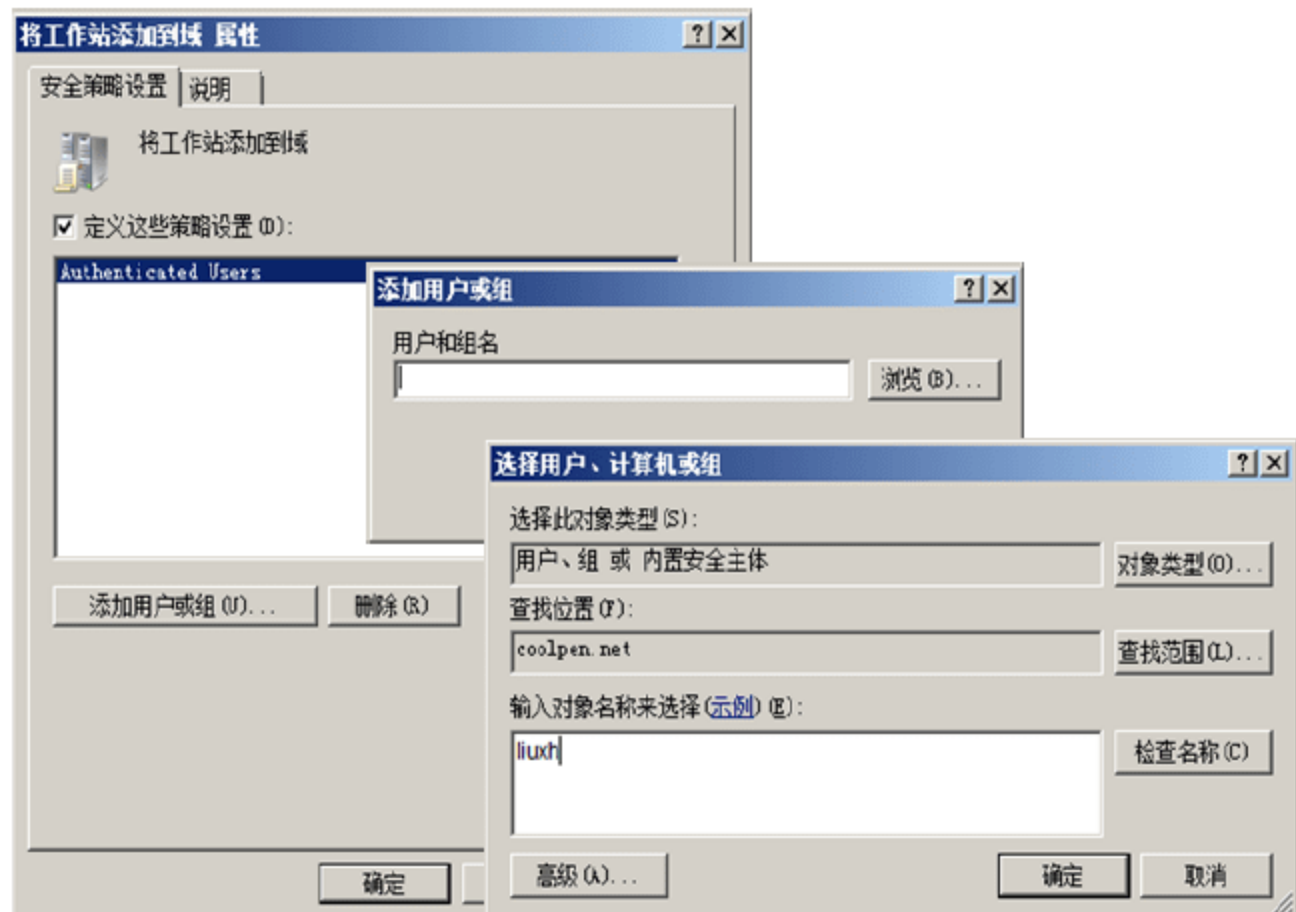 将工作站添加到域 属性
安全策略设置 说明
将工作站添加到域
定义这些策略设置(D):
Authenticated Users
添加用户或组
用户和组名
浏览(B)...
选择用户、计算机或组
选择此对象类型(S):
用户、组 或 内置安全主体
对象类型(O)...
查找位置(F):
coolpen.net
查找范围(L)...
输入对象名称来选择(示例)(E):
liuxh
检查名称(C)
添加用户或组(U)...
删除(R)
高级(A)...
确定
取消
确定